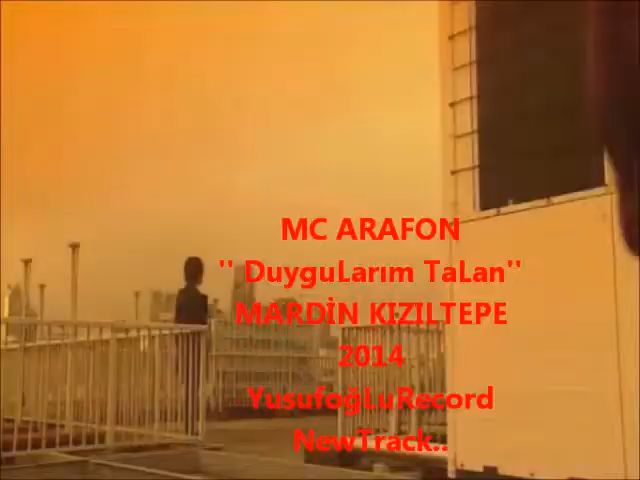 MC ARAFON
'' DuyguLarım TaLan''
MARDİN KIZILTEPE
2014
YusufoğLuRecord
NewTrack..